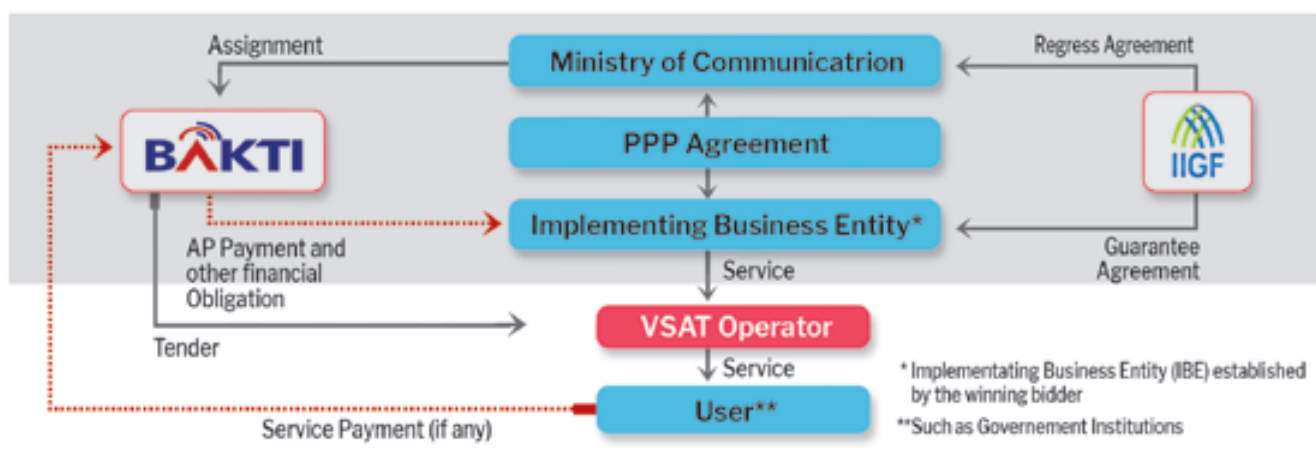 Assignment
Ministry of Communicatrion
Regress Agreement
BAKTI
PPP Agreement
IIGF
Implementing Business Entity*
AP Payment and
other financial
Obligation
Guarantee
Agreement
Service
Tender
VSAT Operator
Service
User**
Service Payment (if any)
* Implementating Business Entity (IBE) established
by the winning bidder
**Such as Governement Institutions